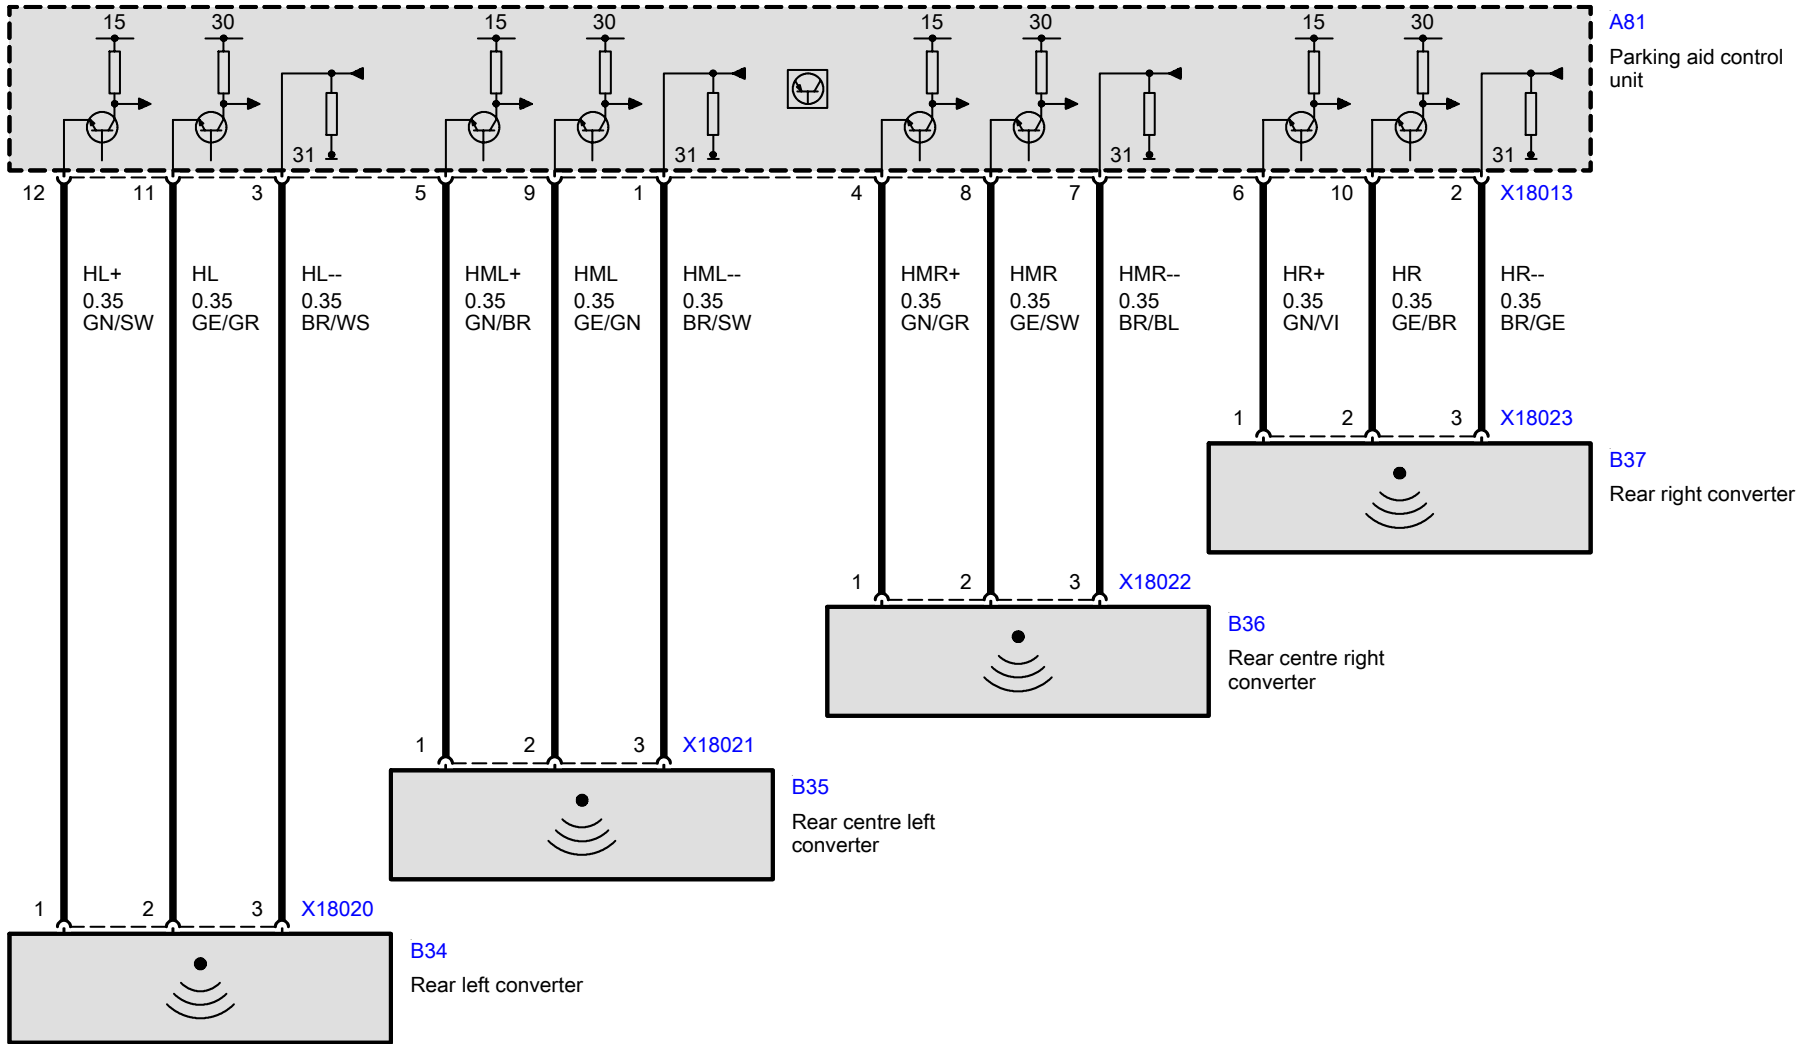 15 30 15 30 15 30 15 30
A81
Parking aid control
unit
31 31 31 31
12 11 3 5 9 1 4 8 7 6 10 2 X18013
HL+ HL HL-- HML+ HML HML-- HMR+ HMR HMR-- HR+ HR HR--
0.35 0.35 0.35 0.35 0.35 0.35 0.35 0.35 0.35 0.35 0.35 0.35
GN/SW GE/GR BR/WS GN/BR GE/GN BR/SW GN/GR GE/SW BR/BL GN/VI GE/BR BR/GE
1 2 3 X18023
B37
Rear right converter
1 2 3 X18022
B36
Rear centre right
converter
1 2 3 X18021
B35
Rear centre left
converter
1 2 3 X18020
B34
Rear left converter